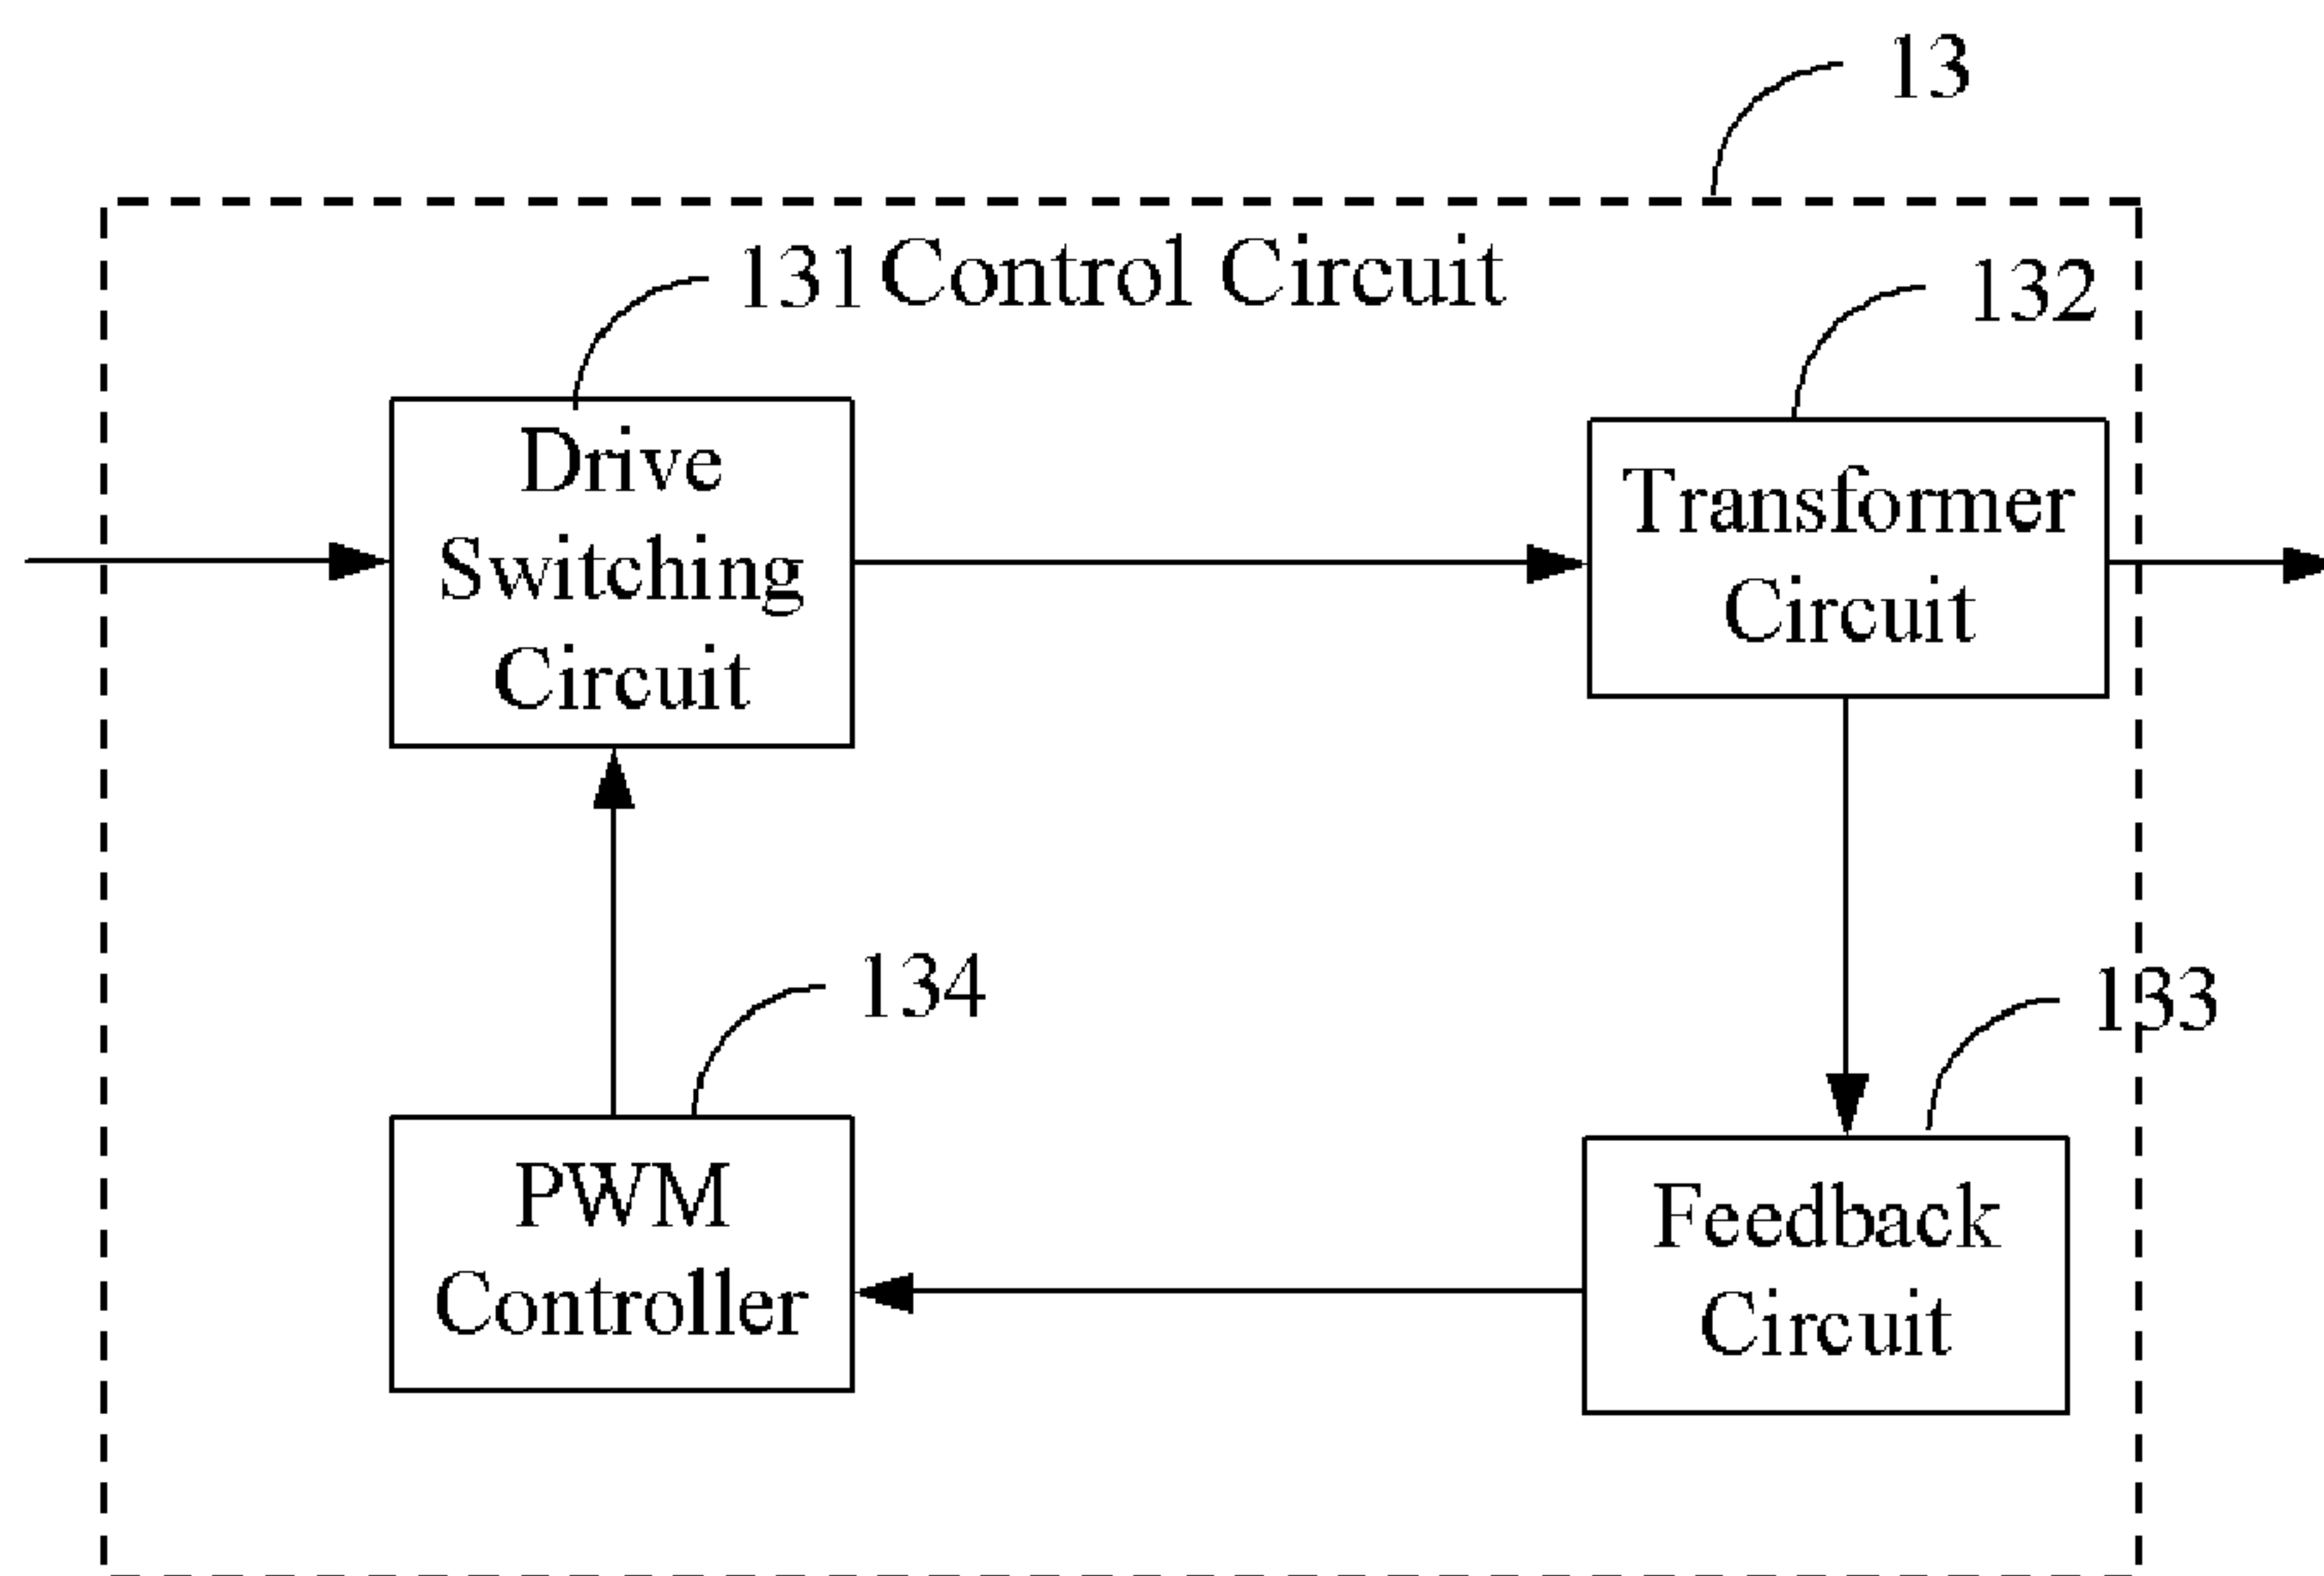 13
131 Control Circuit
132
Drive
Switching
Circuit
Transformer
Circuit
134
133
PWM
Controller
Feedback
Circuit